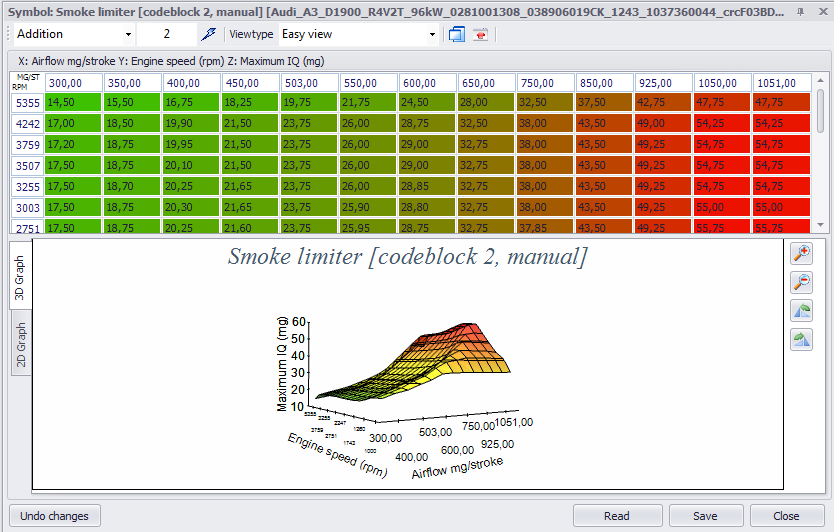 Symbol: Smoke limiter [codeblock 2, manual] [Audi_A3_D1900_R4V2T_96kW_0281001308_038906019CK_1243_1037360044_crcF03BD...
Addition 2 Viewtype Easy view
X: Airflow mg/stroke Y: Engine speed (rpm) Z: Maximum IQ (mg)
MG/ST RPM 300,00 350,00 400,00 450,00 503,00 550,00 600,00 650,00 750,00 850,00 925,00 1050,00 1051,00
5355 14,50 15,50 16,75 18,25 19,75 21,75 24,50 28,00 32,50 37,50 42,75 47,75 47,75
4242 17,00 18,50 19,90 21,50 23,75 26,00 28,75 32,50 38,00 43,50 49,00 54,25 54,25
3759 17,20 18,75 19,95 21,50 23,75 26,00 29,00 32,75 38,00 43,50 49,25 54,75 54,75
3507 17,50 18,75 20,10 21,50 23,75 26,00 29,00 32,75 38,00 43,50 49,25 54,75 54,75
3255 17,50 18,70 20,25 21,65 23,75 26,00 28,85 32,75 38,00 43,50 49,25 54,75 54,75
3003 17,50 18,75 20,30 21,65 23,75 25,90 28,80 32,75 38,00 43,50 49,25 55,00 55,00
2751 17,50 18,75 20,25 21,60 23,75 25,95 28,75 32,75 37,85 43,50 49,25 55,75 55,75
3D Graph
2D Graph
Smoke limiter [codeblock 2, manual]
Maximum IQ (mg)
60
50
40
30
20
10
5355 3255 2247 1260
3759 2751 1743 1000
Engine speed (rpm)
300,00 503,00 750,00 1051,00
400,00 600,00 925,00
Airflow mg/stroke
Undo changes Read Save Close